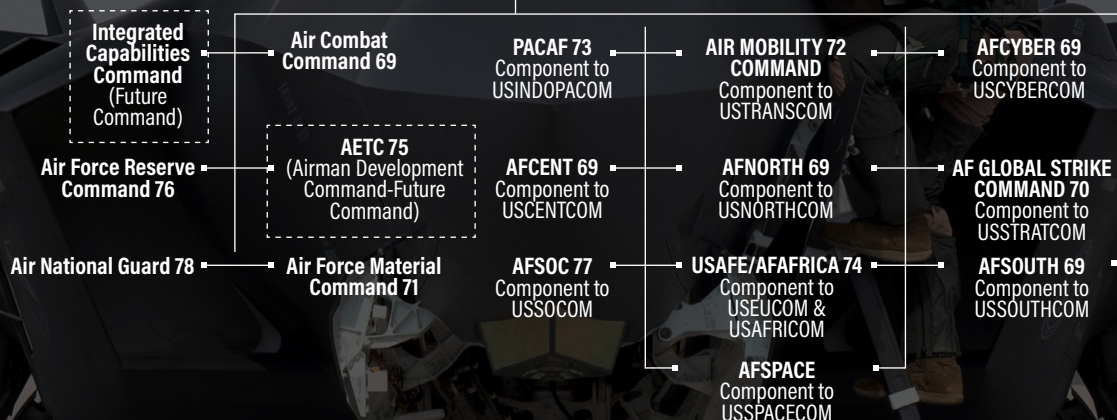 Integrated
Capabilities
Command
(Future
Command)
Air Combat
Command 69
PACAF 73
Component to
USINDOPACOM
AIR MOBILITY 72
COMMAND
Component to
USTRANSCOM
AFCYBER 69
Component to
USCYBERCOM
Air Force Reserve
Command 76
AETC 75
(Airman Development
Command-Future
Command)
AFCENT 69
Component to
USCENTCOM
AFNORTH 69
Component to
USNORTHCOM
AF GLOBAL STRIKE
COMMAND 70
Component to
USSTRATCOM
Air National Guard 78
Air Force Material
Command 71
AFSOC 77
Component to
USSOCOM
USAFE/AFAFRICA 74
Component to
USEUCOM &
USAFRICOM
AFSOUTH 69
Component to
USSOUTHCOM
AFSPACE
Component to
USSPACECOM